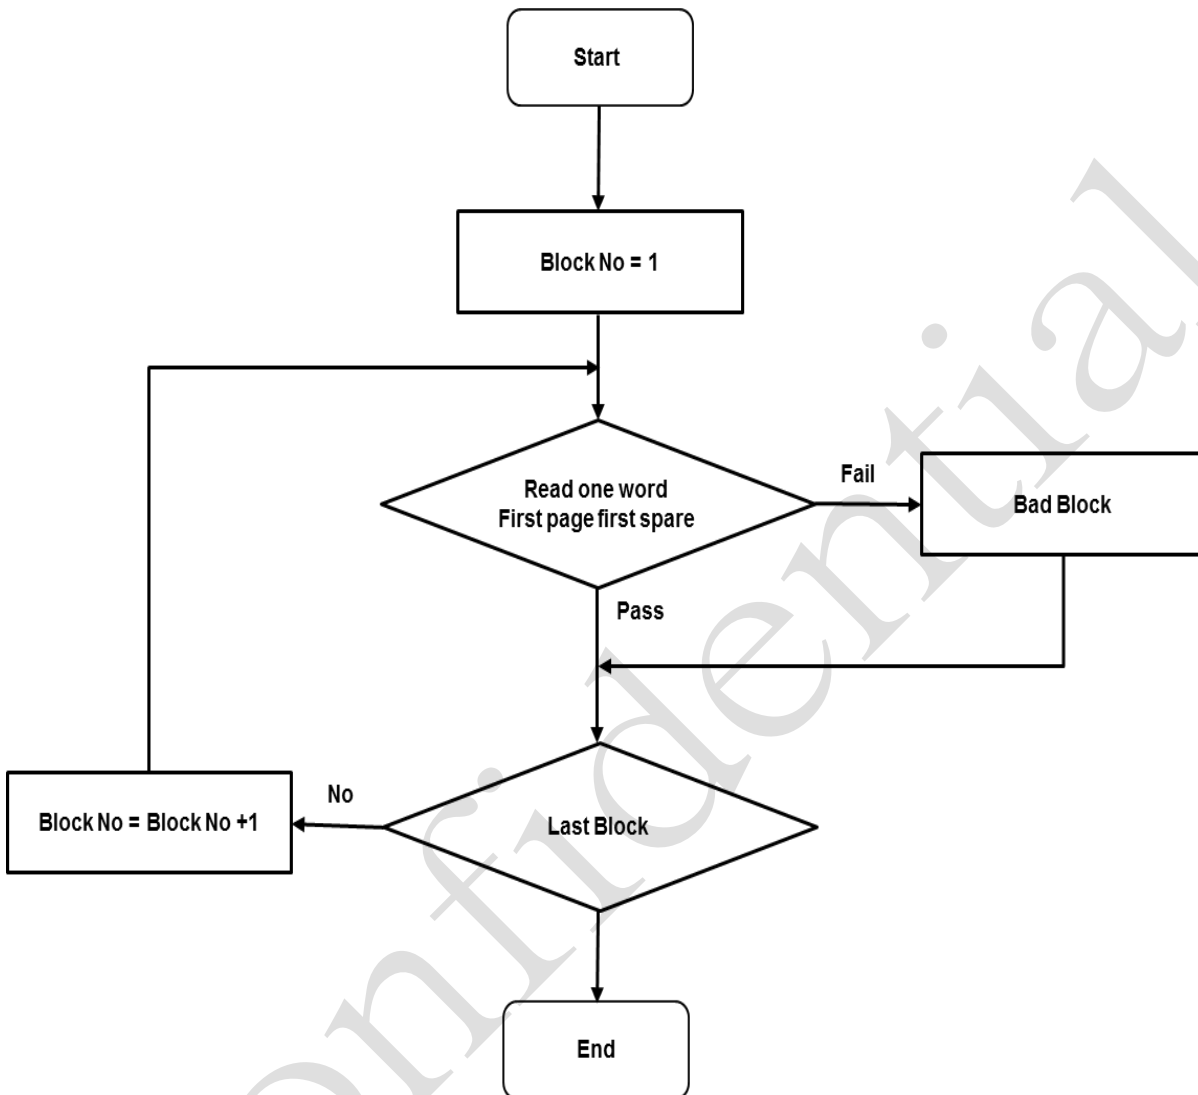 Start
Block No = 1
Read one word
First page first spare
Fail
Bad Block
Pass
No
Block No = Block No +1
Last Block
End
onfidential